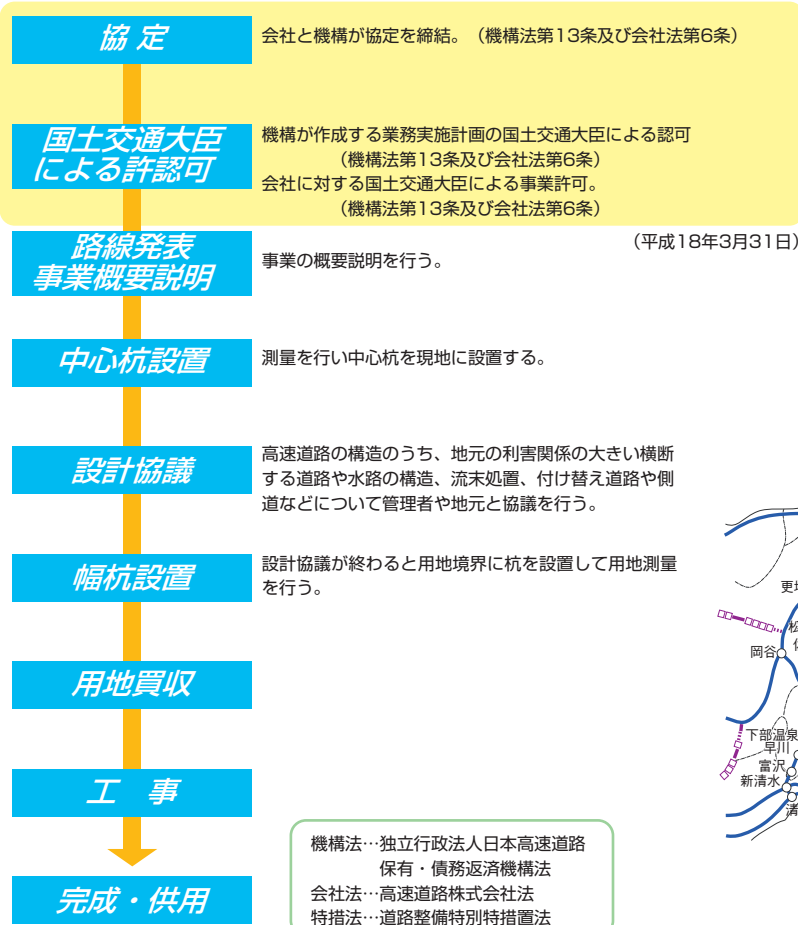 協 定
会社と機構が協定を締結。(機構法第13条及び会社法第6条)
国土交通大臣
による許認可
機構が作成する業務実施計画の国土交通大臣による認可
(機構法第13条及び会社法第6条)
会社に対する国土交通大臣による事業許可。
(機構法第13条及び会社法第6条)
路線発表
事業概要説明
事業の概要説明を行う。
(平成18年3月31日)
中心杭設置
測量を行い中心杭を現地に設置する。
設計協議
高速道路の構造のうち、地元の利害関係の大きい横断
する道路や水路の構造、流末処置、付け替え道路や側
道などについて管理者や地元と協議を行う。
幅杭設置
設計協議が終わると用地境界に杭を設置して用地測量
を行う。
用地買収
工 事
完成・供用
機構法…独立行政法人日本高速道路
保有・債務返済機構法
会社法…高速道路株式会社法
特措法…道路整備特別特措置法
更
松
岡谷
下部温泉
早川
富沢
新清水
清